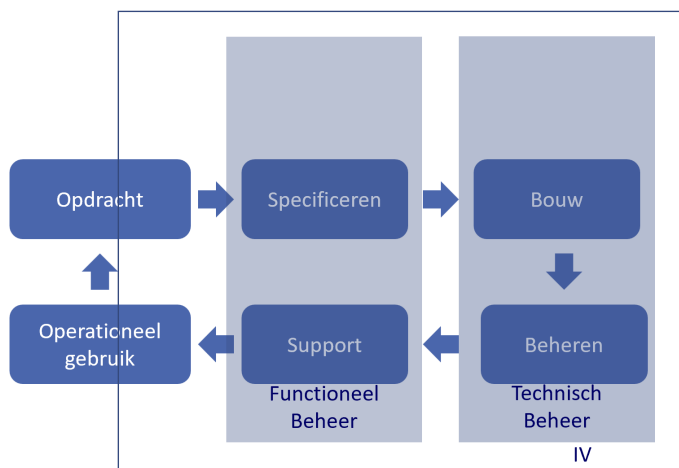 Opdracht
Specificeren
Bouw
Operationeel
gebruik
Support
Beheren
Functioneel
Beheer
Technisch
Beheer
IV